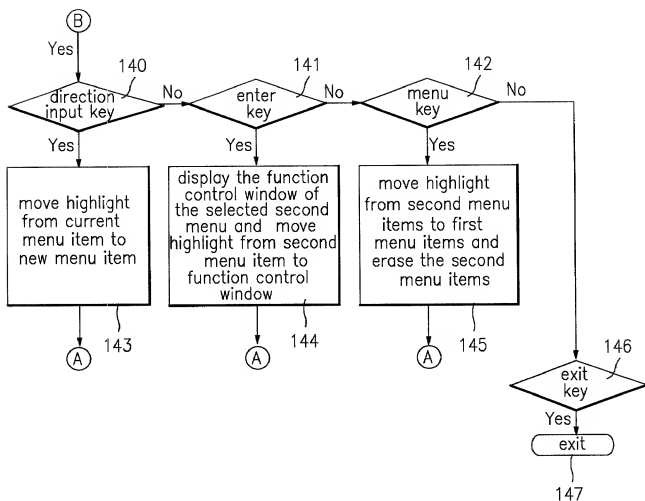 B
Yes
140
direction
input key
No
141
enter
key
No
142
menu
key
No
Yes
Yes
Yes
move highlight
from current
menu item to
new menu item
143
A
display the function
control window of
the selected second
menu and move
highlight from second
menu item to
function control
window
144
A
move highlight
from second menu
items to first
menu items and
erase the second
menu items
145
A
146
exit
key
Yes
exit
147